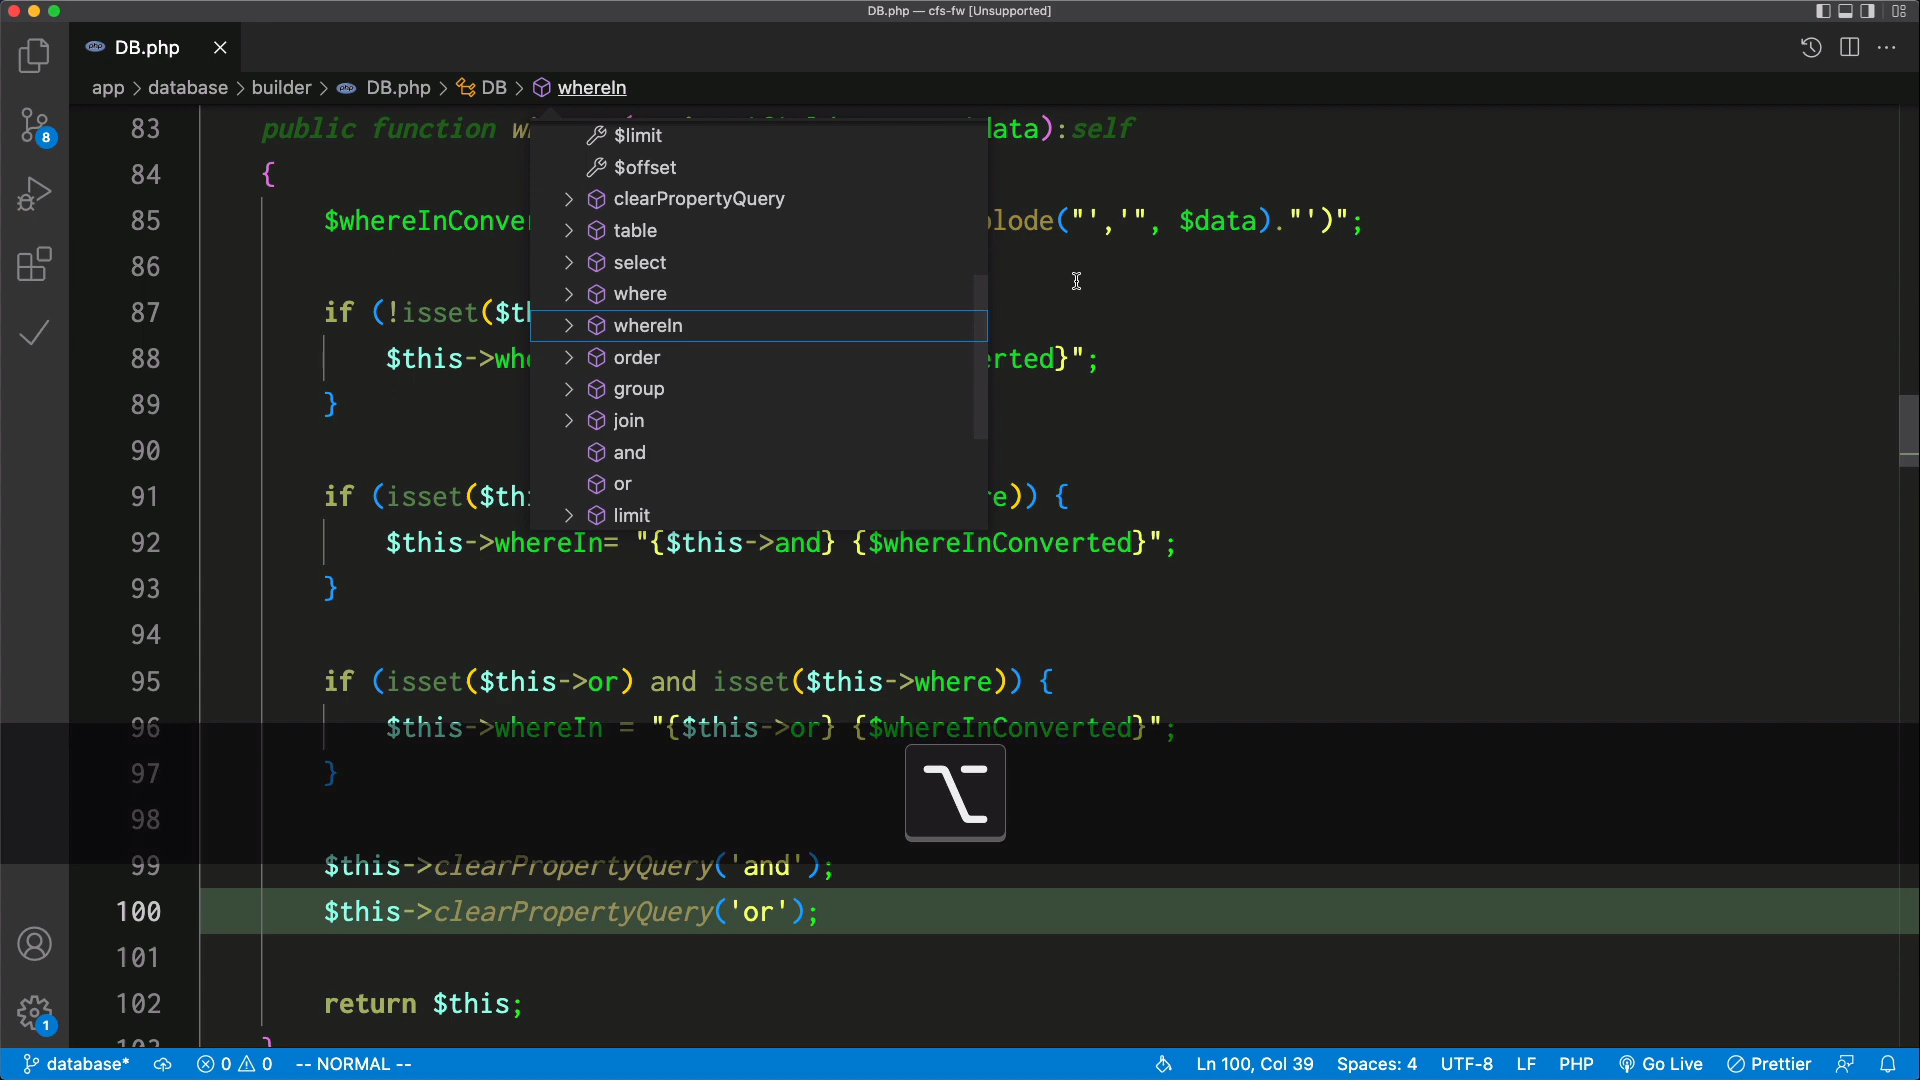 DB.php — cfs-fw [Unsupported]
php DB.php
app > database > builder > php DB.php > DB > whereIn
8
83 public function w data):self
84 {
85 $whereInConve plode("','", $data)."')";
86
87 if (!isset($t
88 $this->wh erted}";
89 }
90
91 if (isset($th e)) {
92 $this->whereIn= "{$this->and} {$whereInConverted}";
93 }
94
95 if (isset($this->or) and isset($this->where)) {
96 $this->whereIn = "{$this->or} {$whereInConverted}";
97 }
98
99 $this->clearPropertyQuery('and');
100 $this->clearPropertyQuery('or');
101
102 return $this;
}
$limit
$offset
clearPropertyQuery
table
select
where
whereIn
order
group
join
and
or
limit
⌥
1
database* 0 0 -- NORMAL -- Ln 100, Col 39 Spaces: 4 UTF-8 LF PHP Go Live Prettier